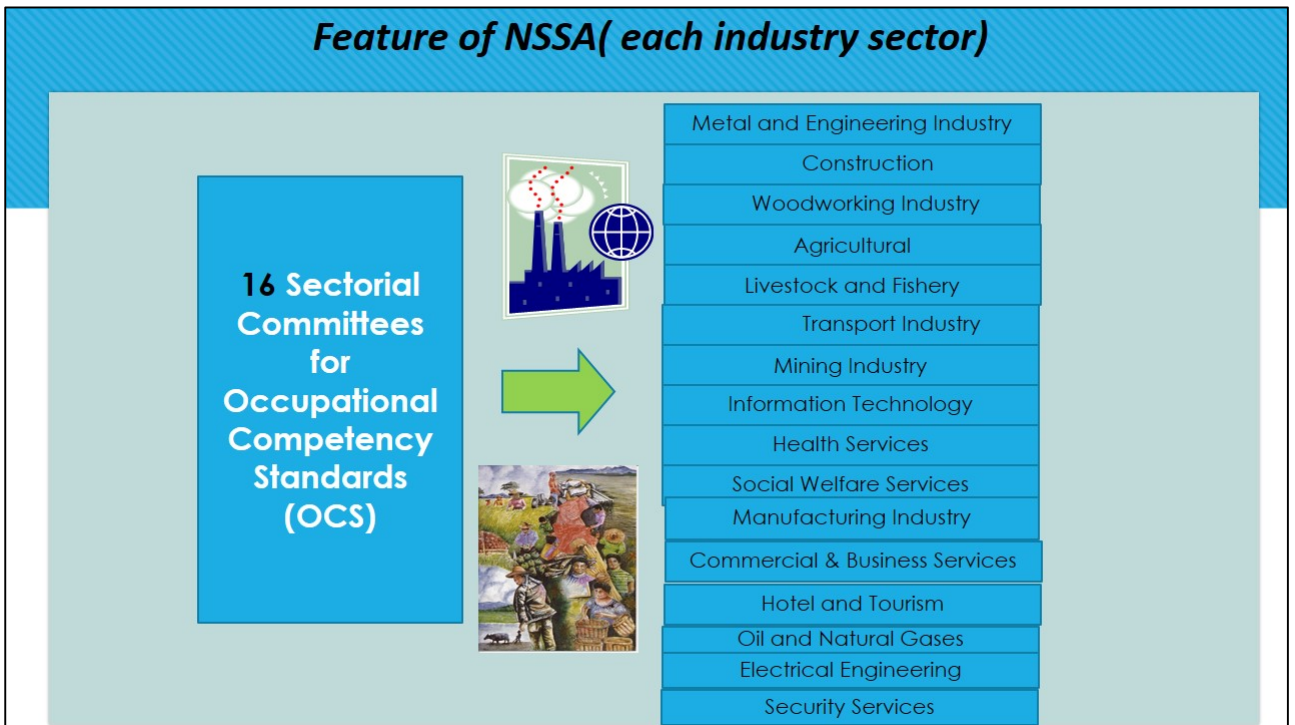 Feature of NSSA( each industry sector)
16 Sectorial
Committees
for
Occupational
Competency
Standards
(OCS)
Metal and Engineering Industry
Construction
Woodworking Industry
Agricultural
Livestock and Fishery
Transport Industry
Mining Industry
Information Technology
Health Services
Social Welfare Services
Manufacturing Industry
Commercial & Business Services
Hotel and Tourism
Oil and Natural Gases
Electrical Engineering
Security Services